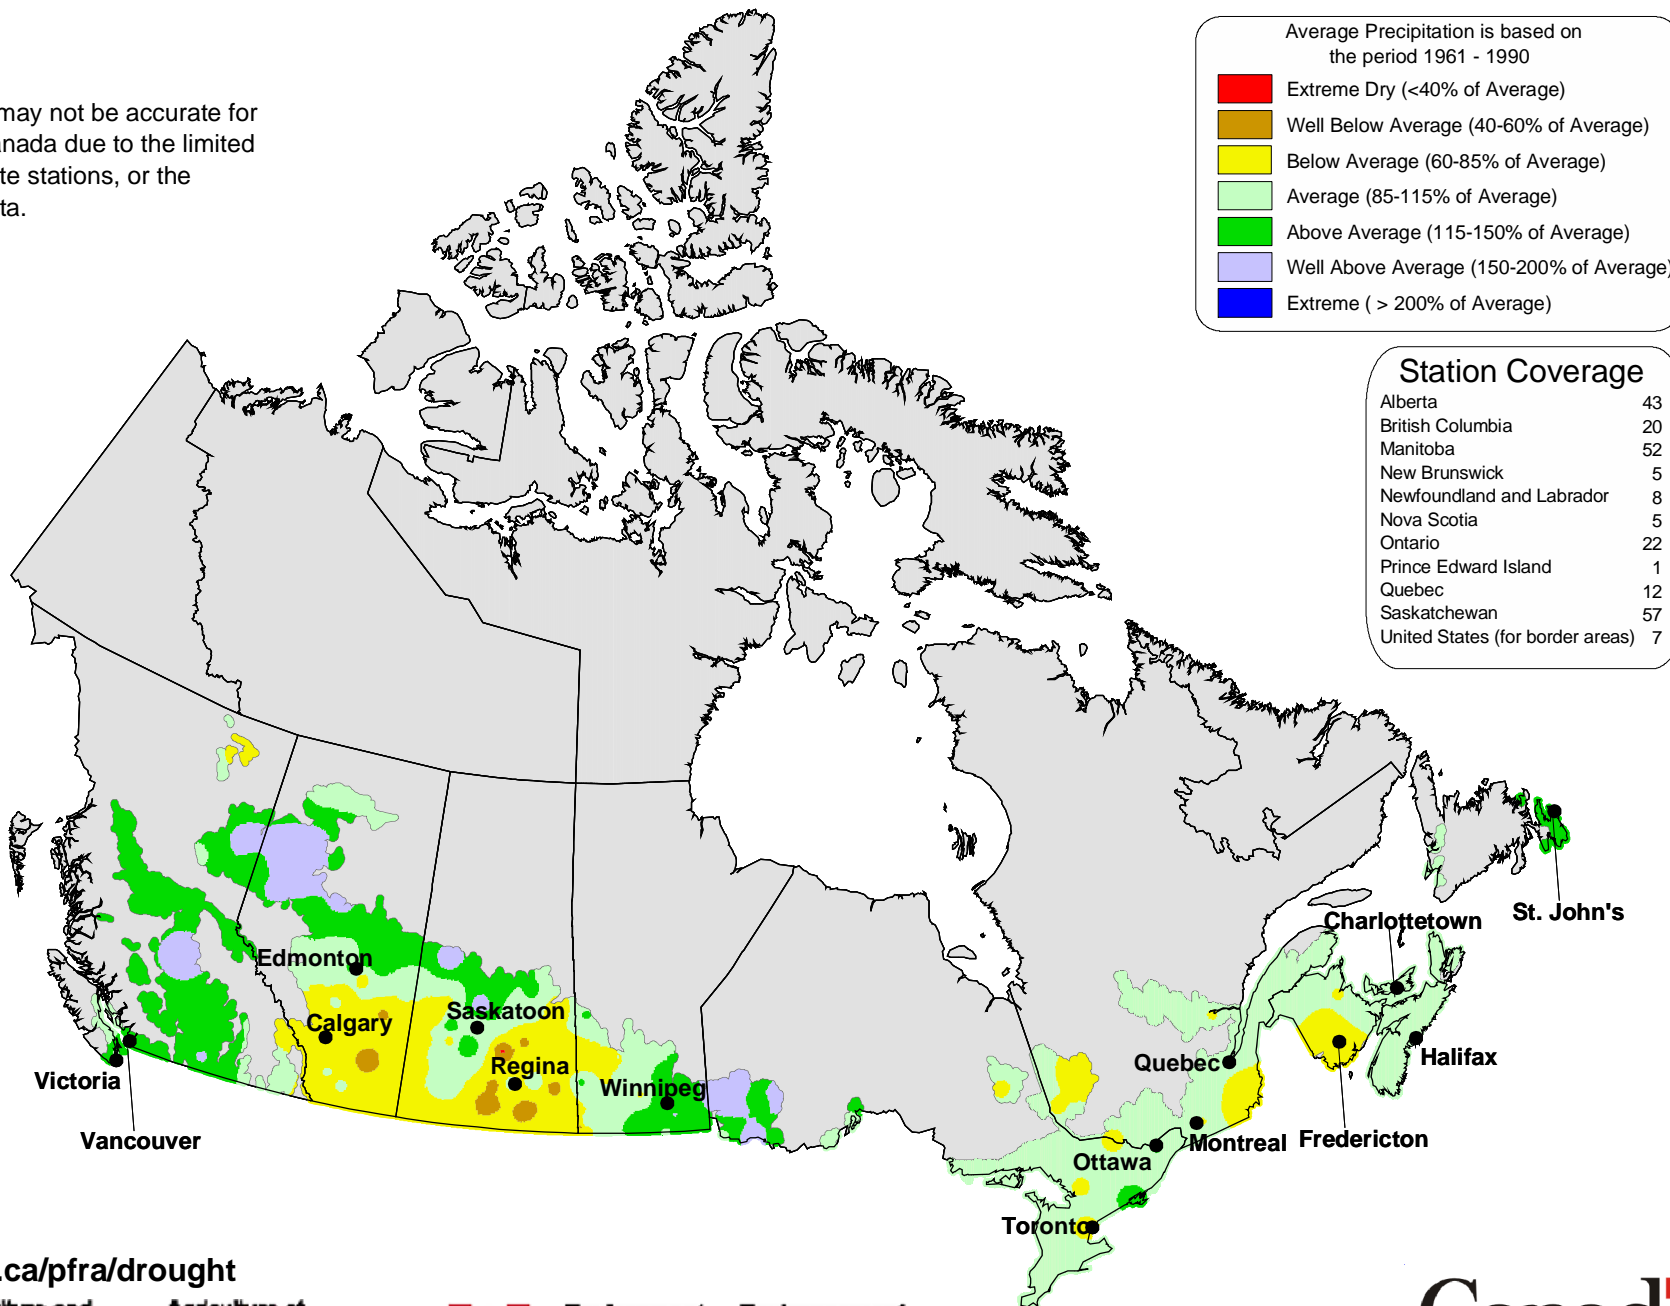 may not be accurate for
anada due to the limited
te stations, or the
ta.
Average Precipitation is based on
the period 1961 - 1990
Extreme Dry (<40% of Average)
Well Below Average (40-60% of Average)
Below Average (60-85% of Average)
Average (85-115% of Average)
Above Average (115-150% of Average)
Well Above Average (150-200% of Average)
Extreme ( > 200% of Average)
Station Coverage
Alberta 43
British Columbia 20
Manitoba 52
New Brunswick 5
Newfoundland and Labrador 8
Nova Scotia 5
Ontario 22
Prince Edward Island 1
Quebec 12
Saskatchewan 57
United States (for border areas) 7
St. John's
Charlottetown
Edmonton
Saskatoon
Calgary
Regina
Winnipeg
Quebec
Halifax
Victoria
Vancouver
Montreal
Fredericton
Ottawa
Toronto
.ca/pfra/drought